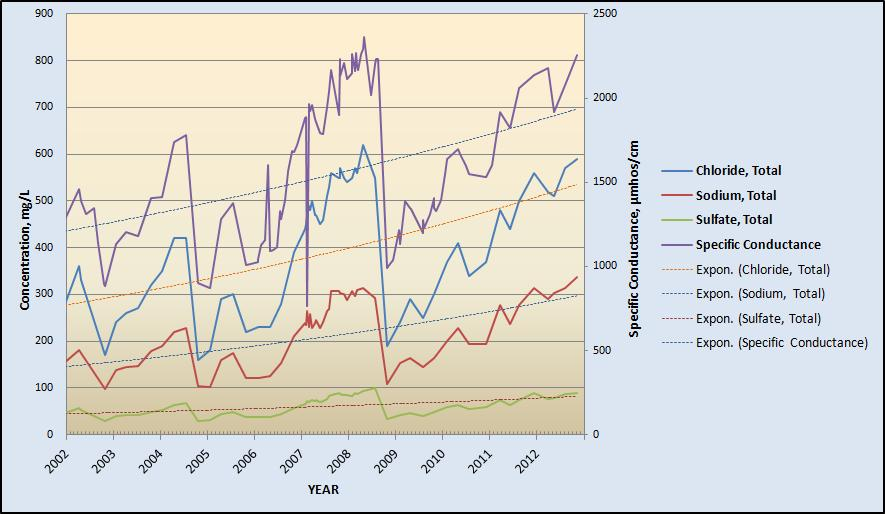 900
800
700
600
500
400
300
200
100
0
Concentration, mg/L
2500
2000
1500
1000
500
0
Specific Conductance, µmhos/cm
2002
2003
2004
2005
2006
2007
2008
2009
2010
2011
2012
YEAR
Chloride, Total
Sodium, Total
Sulfate, Total
Specific Conductance
Expon. (Chloride, Total)
Expon. (Sodium, Total)
Expon. (Sulfate, Total)
Expon. (Specific Conductance)